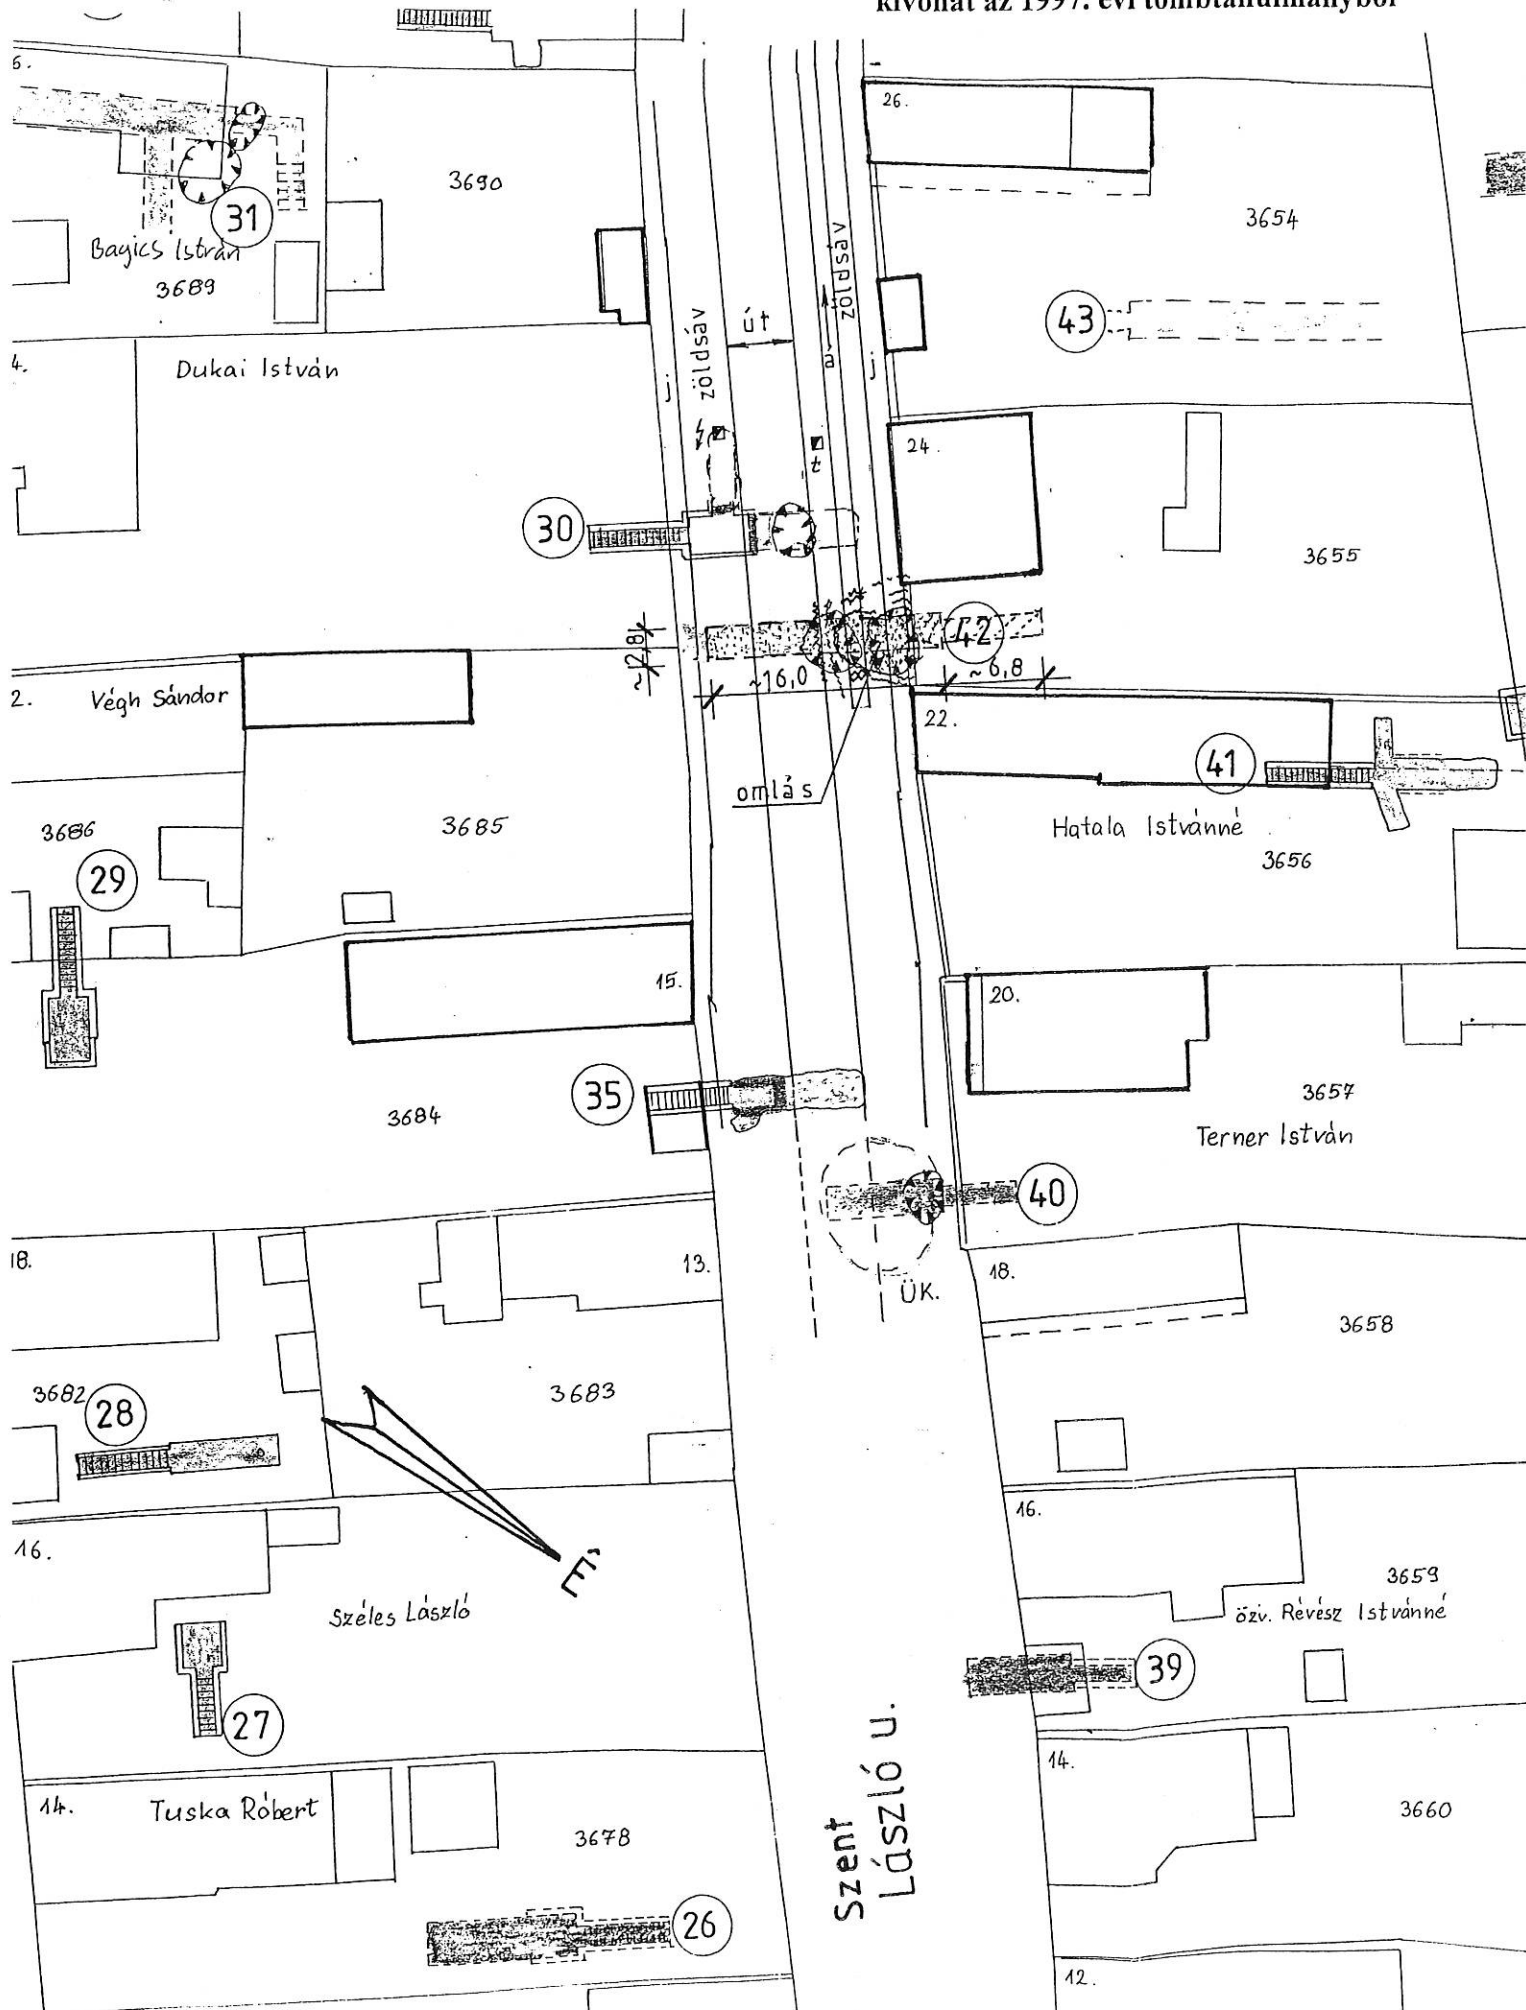 kivonat az 1997. évi tömbtanulmányból
5.
26.
3690
3654
31
Bagics István
3689
zöldsáv
43
zöldsáv
út
4.
Dukai István
j
á
j
24.
t
30
3655
42
~2,8
~16,0
~6,8
2.
Végh Sándor
22.
41
omlás
3686
3685
Hatala Istvánné
3656
29
15.
20.
35
3657
3684
Terner István
40
18.
13.
ÜK.
18.
3658
3682
28
3683
16.
16.
É
3659
Széles László
özv. Révész Istvánné
39
27
Szent
László u.
14.
14.
Tuska Róbert
3678
3660
26
12.